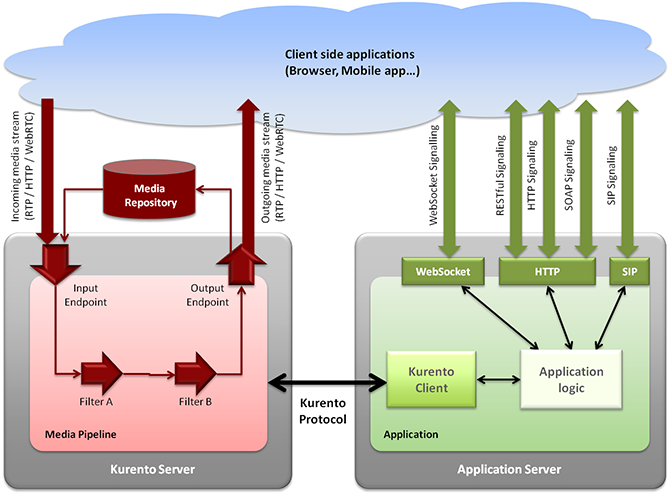 Client side applications
(Browser, Mobile app...)
Incoming media stream
(RTP / HTTP / WebRTC)
Outgoing media stream
(RTP / HTTP / WebRTC)
Media
Repository
WebSocket Signalling
RESTful Signaling
HTTP Signaling
SOAP Signaling
SIP Signaling
Input
Endpoint
Output
Endpoint
WebSocket
HTTP
SIP
Filter A
Filter B
Kurento
Protocol
Kurento
Client
Application
logic
Media Pipeline
Application
Kurento Server
Application Server